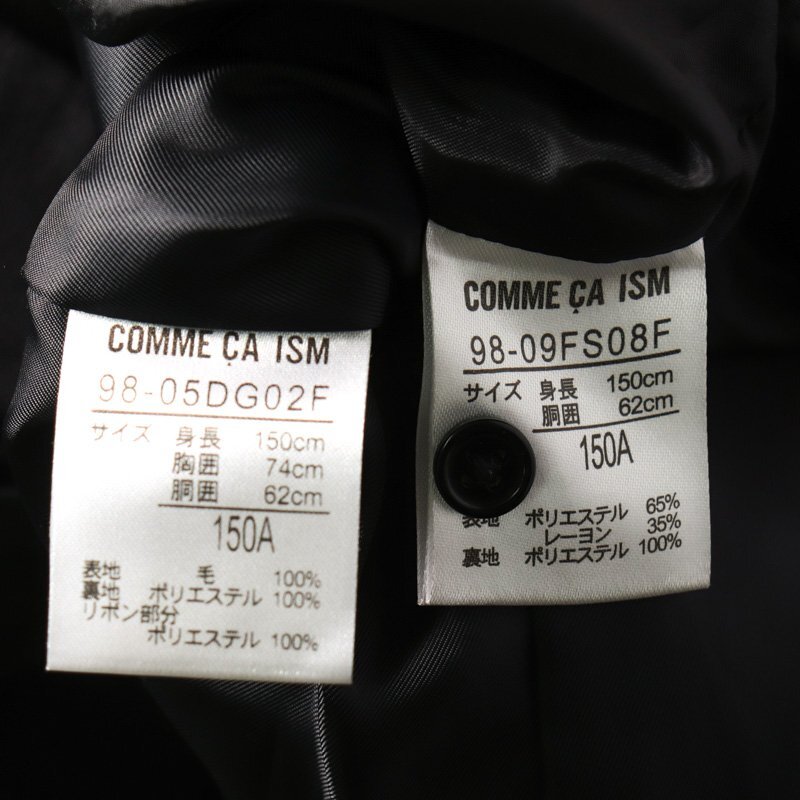 COMME ÇA ISM
98-05DG02F
サイズ 身長 150cm
胸囲 74cm
胴囲 62cm
150A
表地 毛 100%
裏地 ポリエステル 100%
リボン部分
ポリエステル 100%
COMME ÇA ISM
98-09FS08F
サイズ 身長 150cm
胴囲 62cm
150A
表地 ポリエステル 65%
レーヨン 35%
裏地 ポリエステル 100%